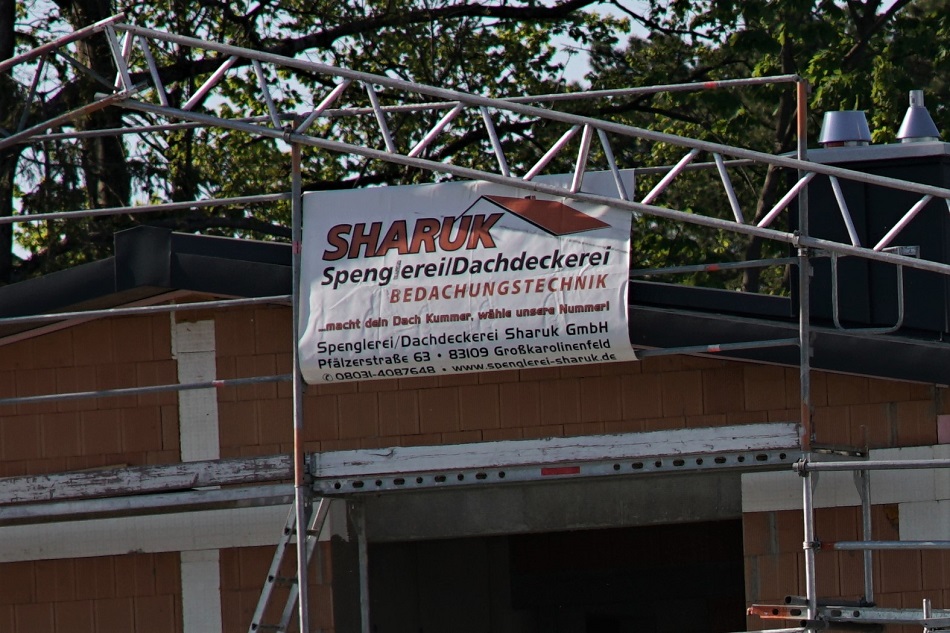 SHARUK
Spenglerei/Dachdeckerei
BEDACHUNGSTECHNIK
...macht dein Dach Kummer, wähle unsere Nummer!
Spenglerei/Dachdeckerei Sharuk GmbH
Pfälzerstraße 63 • 83109 Großkarolinenfeld
✆ 08031-4087648 • www.spenglerei-sharuk.de